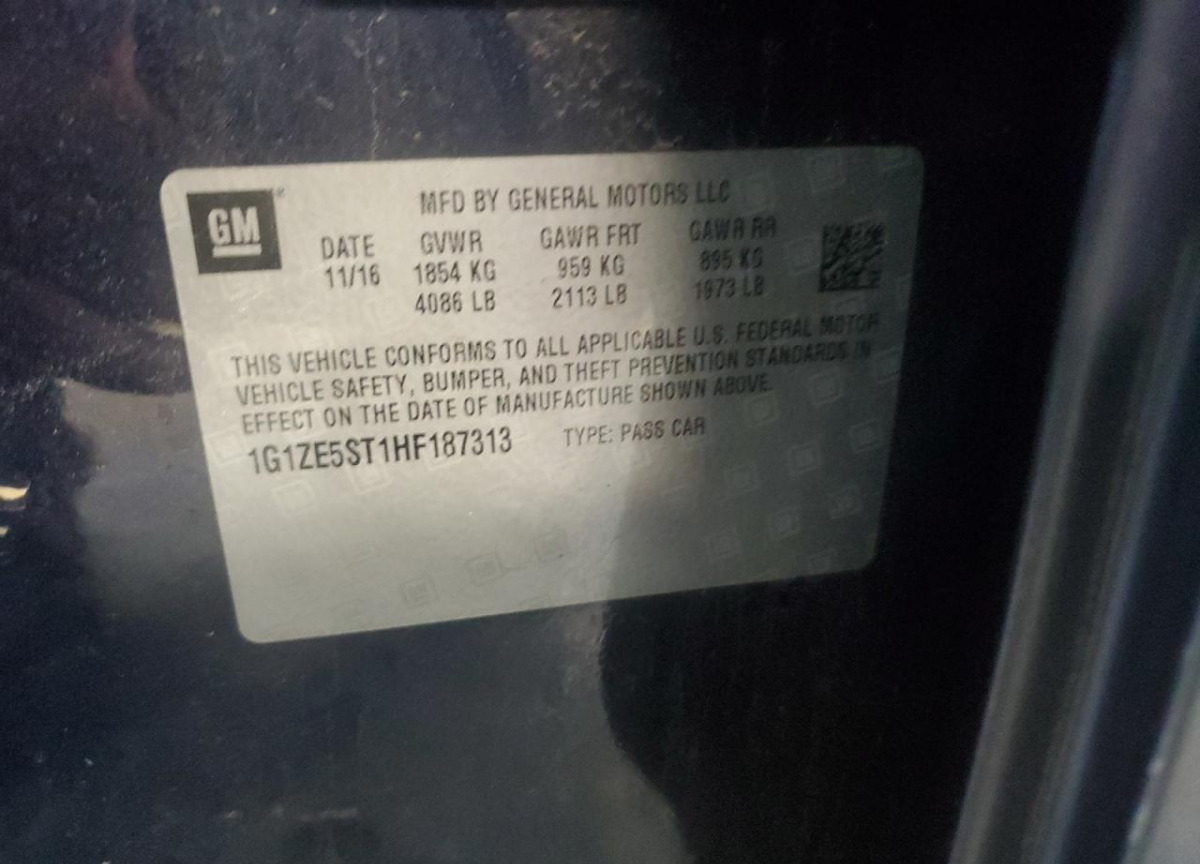 GM
MFD BY GENERAL MOTORS LLC
DATE GVWR GAWR FRT GAWR RR
11/16 1854 KG 959 KG 895 KG
4086 LB 2113 LB 1973 LB
THIS VEHICLE CONFORMS TO ALL APPLICABLE U.S. FEDERAL MOTOR
VEHICLE SAFETY, BUMPER, AND THEFT PREVENTION STANDARDS IN
EFFECT ON THE DATE OF MANUFACTURE SHOWN ABOVE.
1G1ZE5ST1HF187313 TYPE: PASS CAR